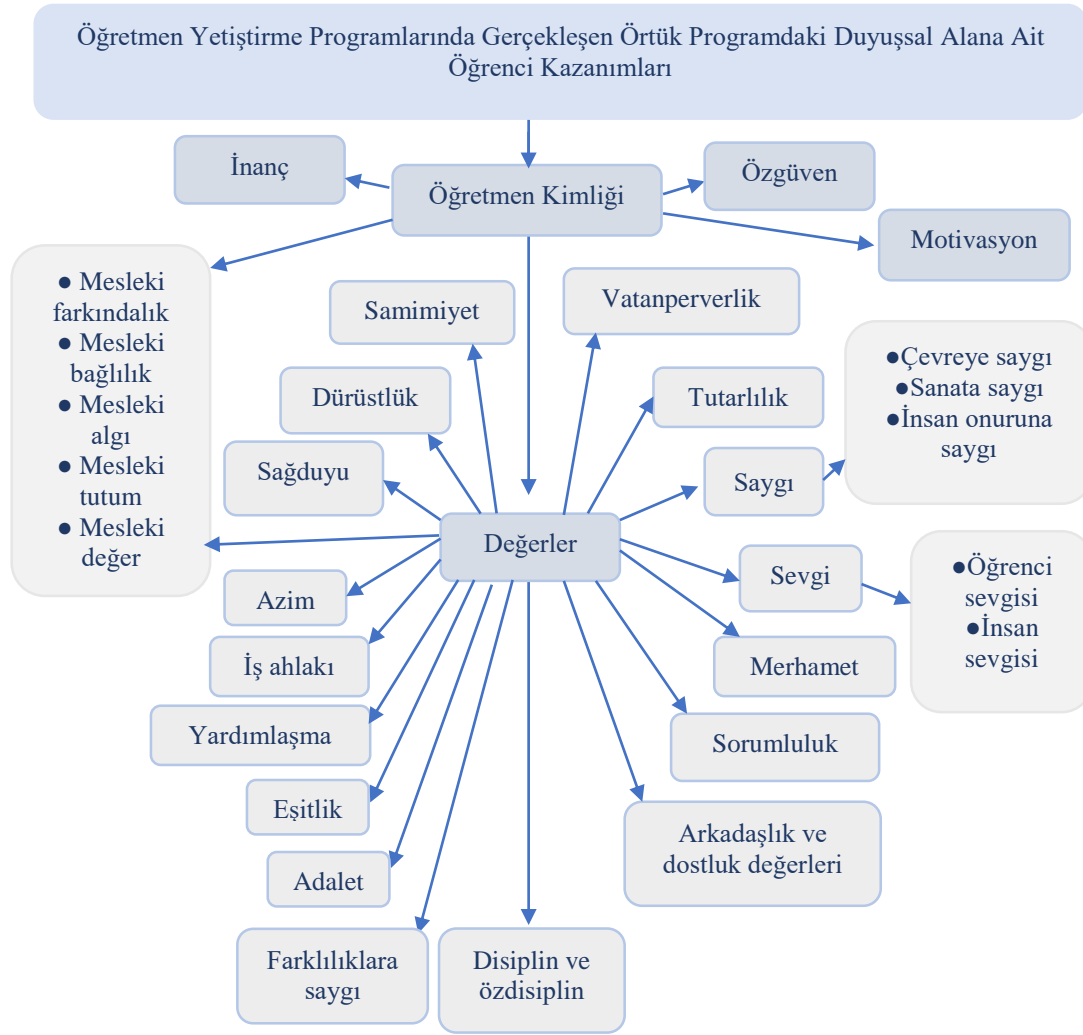 Öğretmen Yetiştirme Programlarında Gerçekleşen Örtük Programdaki Duyuşsal Alana Ait
Öğrenci Kazanımları
İnanç
Öğretmen Kimliği
Özgüven
Motivasyon
● Mesleki
farkındalık
● Mesleki
bağlılık
● Mesleki
algı
● Mesleki
tutum
● Mesleki
değer
Samimiyet
Vatanperverlik
Dürüstlük
Tutarlılık
●Çevreye saygı
●Sanata saygı
●İnsan onuruna
saygı
Sağduyu
Saygı
Değerler
Sevgi
●Öğrenci
sevgisi
●İnsan
sevgisi
Azim
İş ahlakı
Merhamet
Yardımlaşma
Sorumluluk
Eşitlik
Arkadaşlık ve
dostluk değerleri
Adalet
Farklılıklara
saygı
Disiplin ve
özdisiplin